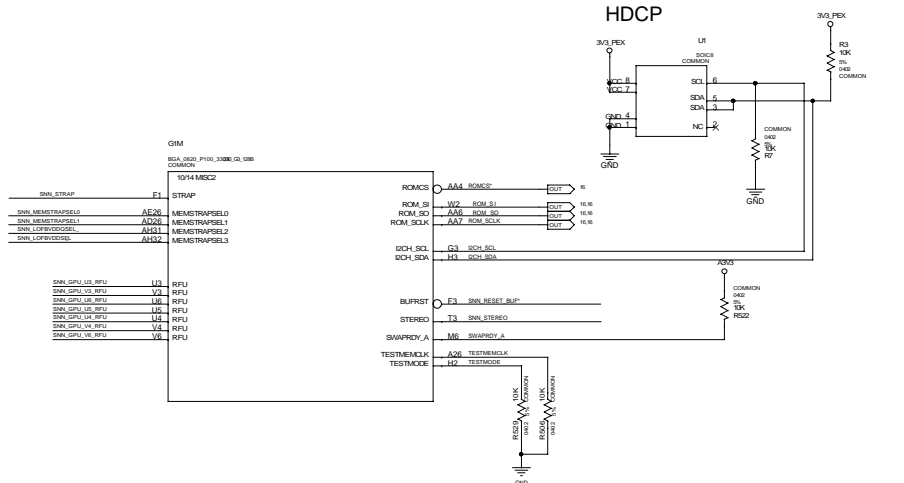 HDCP
3V3_PEX
3V3_PEX
U1
SOIC8
COMMON
R3
10K
5%
0402
COMMON
VCC 8
VCC 7
GND 4
GND 1
SCL 6
SDA 5
SDA 3
NC 2
GND
COMMON
0402
5%
10K
R7
GND
G1M
COMMON
10/14 MISC2
SNN_STRAP F1 STRAP
SNN_MEMSTRAPSEL0 AE26 MEMSTRAPSEL0
SNN_MEMSTRAPSEL1 AD26 MEMSTRAPSEL1
SNN_LOFBVDDQSEL_ AH31 MEMSTRAPSEL2
SNN_LOFBVDDSEL AH32 MEMSTRAPSEL3
SNN_GPU_U3_RFU U3 RFU
SNN_GPU_V3_RFU V3 RFU
SNN_GPU_U6_RFU U6 RFU
SNN_GPU_U5_RFU U5 RFU
SNN_GPU_U4_RFU U4 RFU
SNN_GPU_V4_RFU V4 RFU
SNN_GPU_V6_RFU V6 RFU
ROMCS AA4 ROMCS* OUT 16
ROM_SI W2 ROM_SI OUT 16,16
ROM_SO AA6 ROM_SO OUT 16,16
ROM_SCLK AA7 ROM_SCLK OUT 16,16
I2CH_SCL G3 I2CH_SCL
I2CH_SDA H3 I2CH_SDA
BUFRST F3 SNN_RESET_BUF*
STEREO T3 SNN_STEREO
SWAPRDY_A M6 SWAPRDY_A
TESTMEMCLK A26 TESTMEMCLK
TESTMODE H2 TESTMODE
A3V3
COMMON
0402
5%
10K
R522
10K
COMMON
5%
0402
R529
10K
COMMON
5%
0402
R506
GND